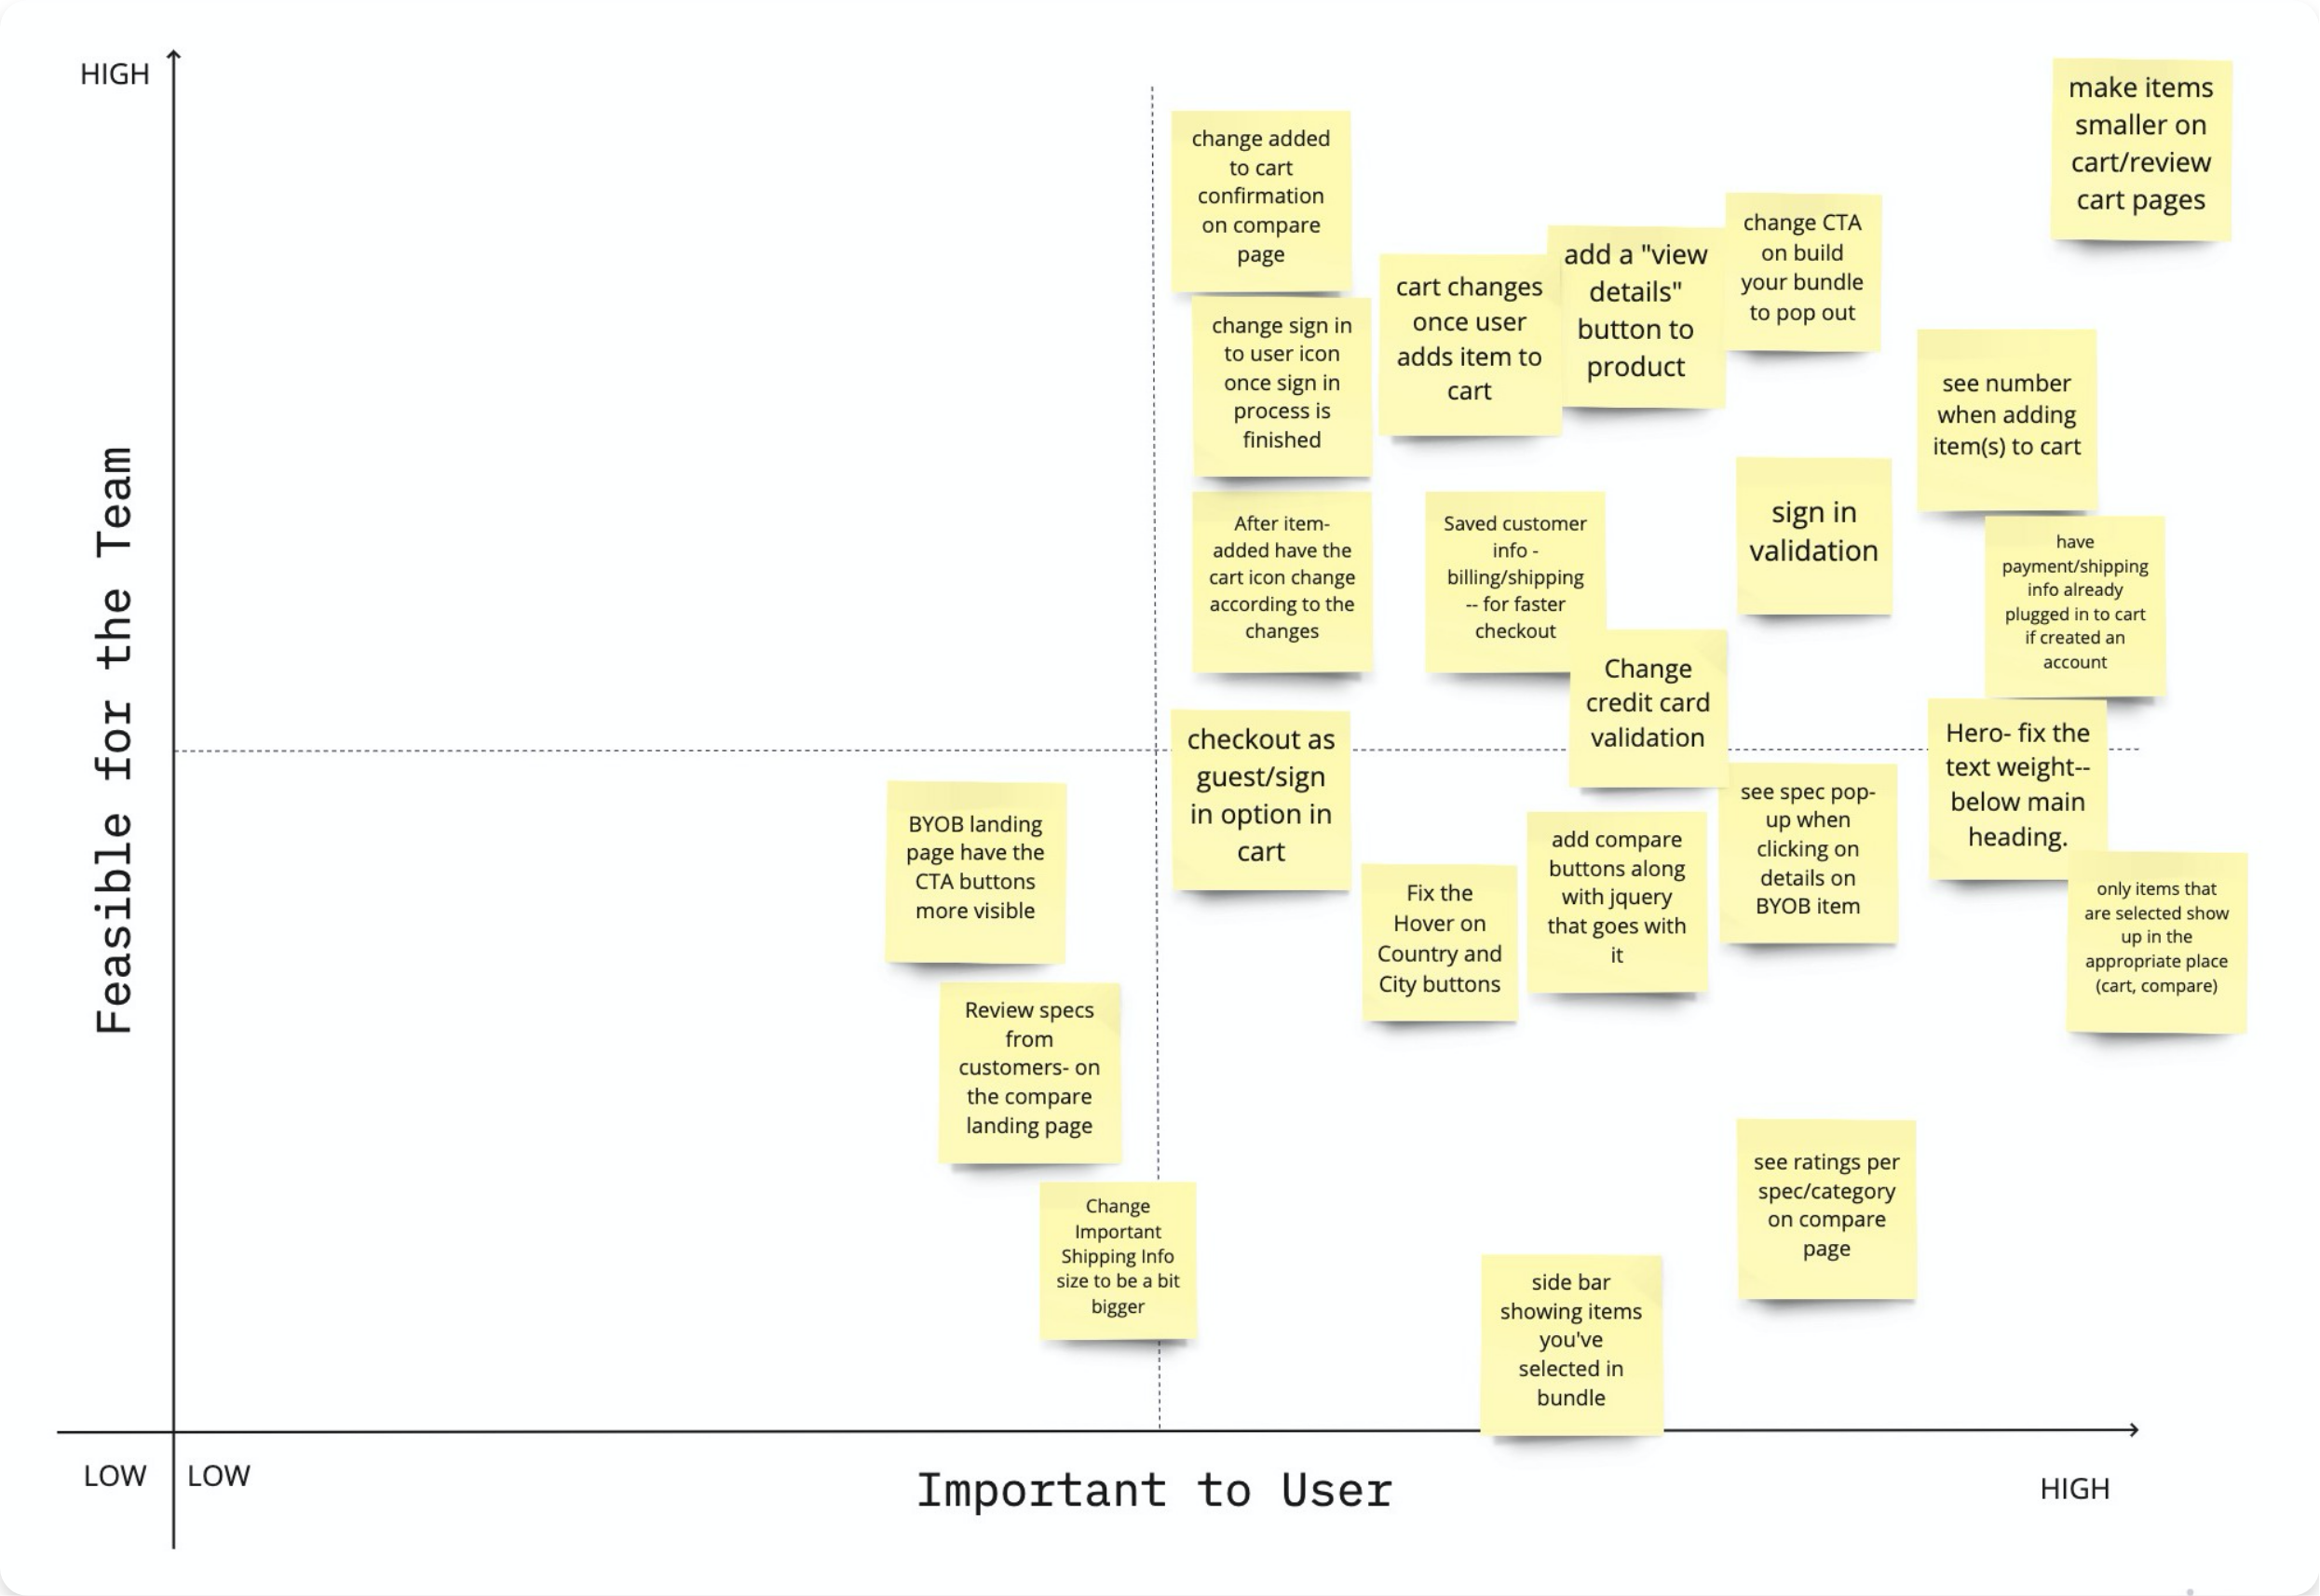 HIGH
make items
smaller on
cart/review
cart pages
change added
to cart
confirmation
on compare
page
change CTA
on build
your bundle
to pop out
add a "view
details"
button to
product
cart changes
once user
adds item to
cart
change sign in
to user icon
once sign in
process is
finished
see number
when adding
item(s) to cart
sign in
validation
After item-
added have the
cart icon change
according to the
changes
Saved customer
info -
billing/shipping
-- for faster
checkout
have
payment/shipping
info already
plugged in to cart
if created an
account
Change
credit card
validation
Hero- fix the
text weight--
below main
heading.
checkout as
guest/sign
in option in
cart
see spec pop-
up when
clicking on
details on
BYOB item
BYOB landing
page have the
CTA buttons
more visible
add compare
buttons along
with jquery
that goes with
it
Fix the
Hover on
Country and
City buttons
only items that
are selected show
up in the
appropriate place
(cart, compare)
Review specs
from
customers- on
the compare
landing page
see ratings per
spec/category
on compare
page
Change
Important
Shipping Info
size to be a bit
bigger
side bar
showing items
you've
selected in
bundle
Feasible for the Team
LOW
LOW
Important to User
HIGH